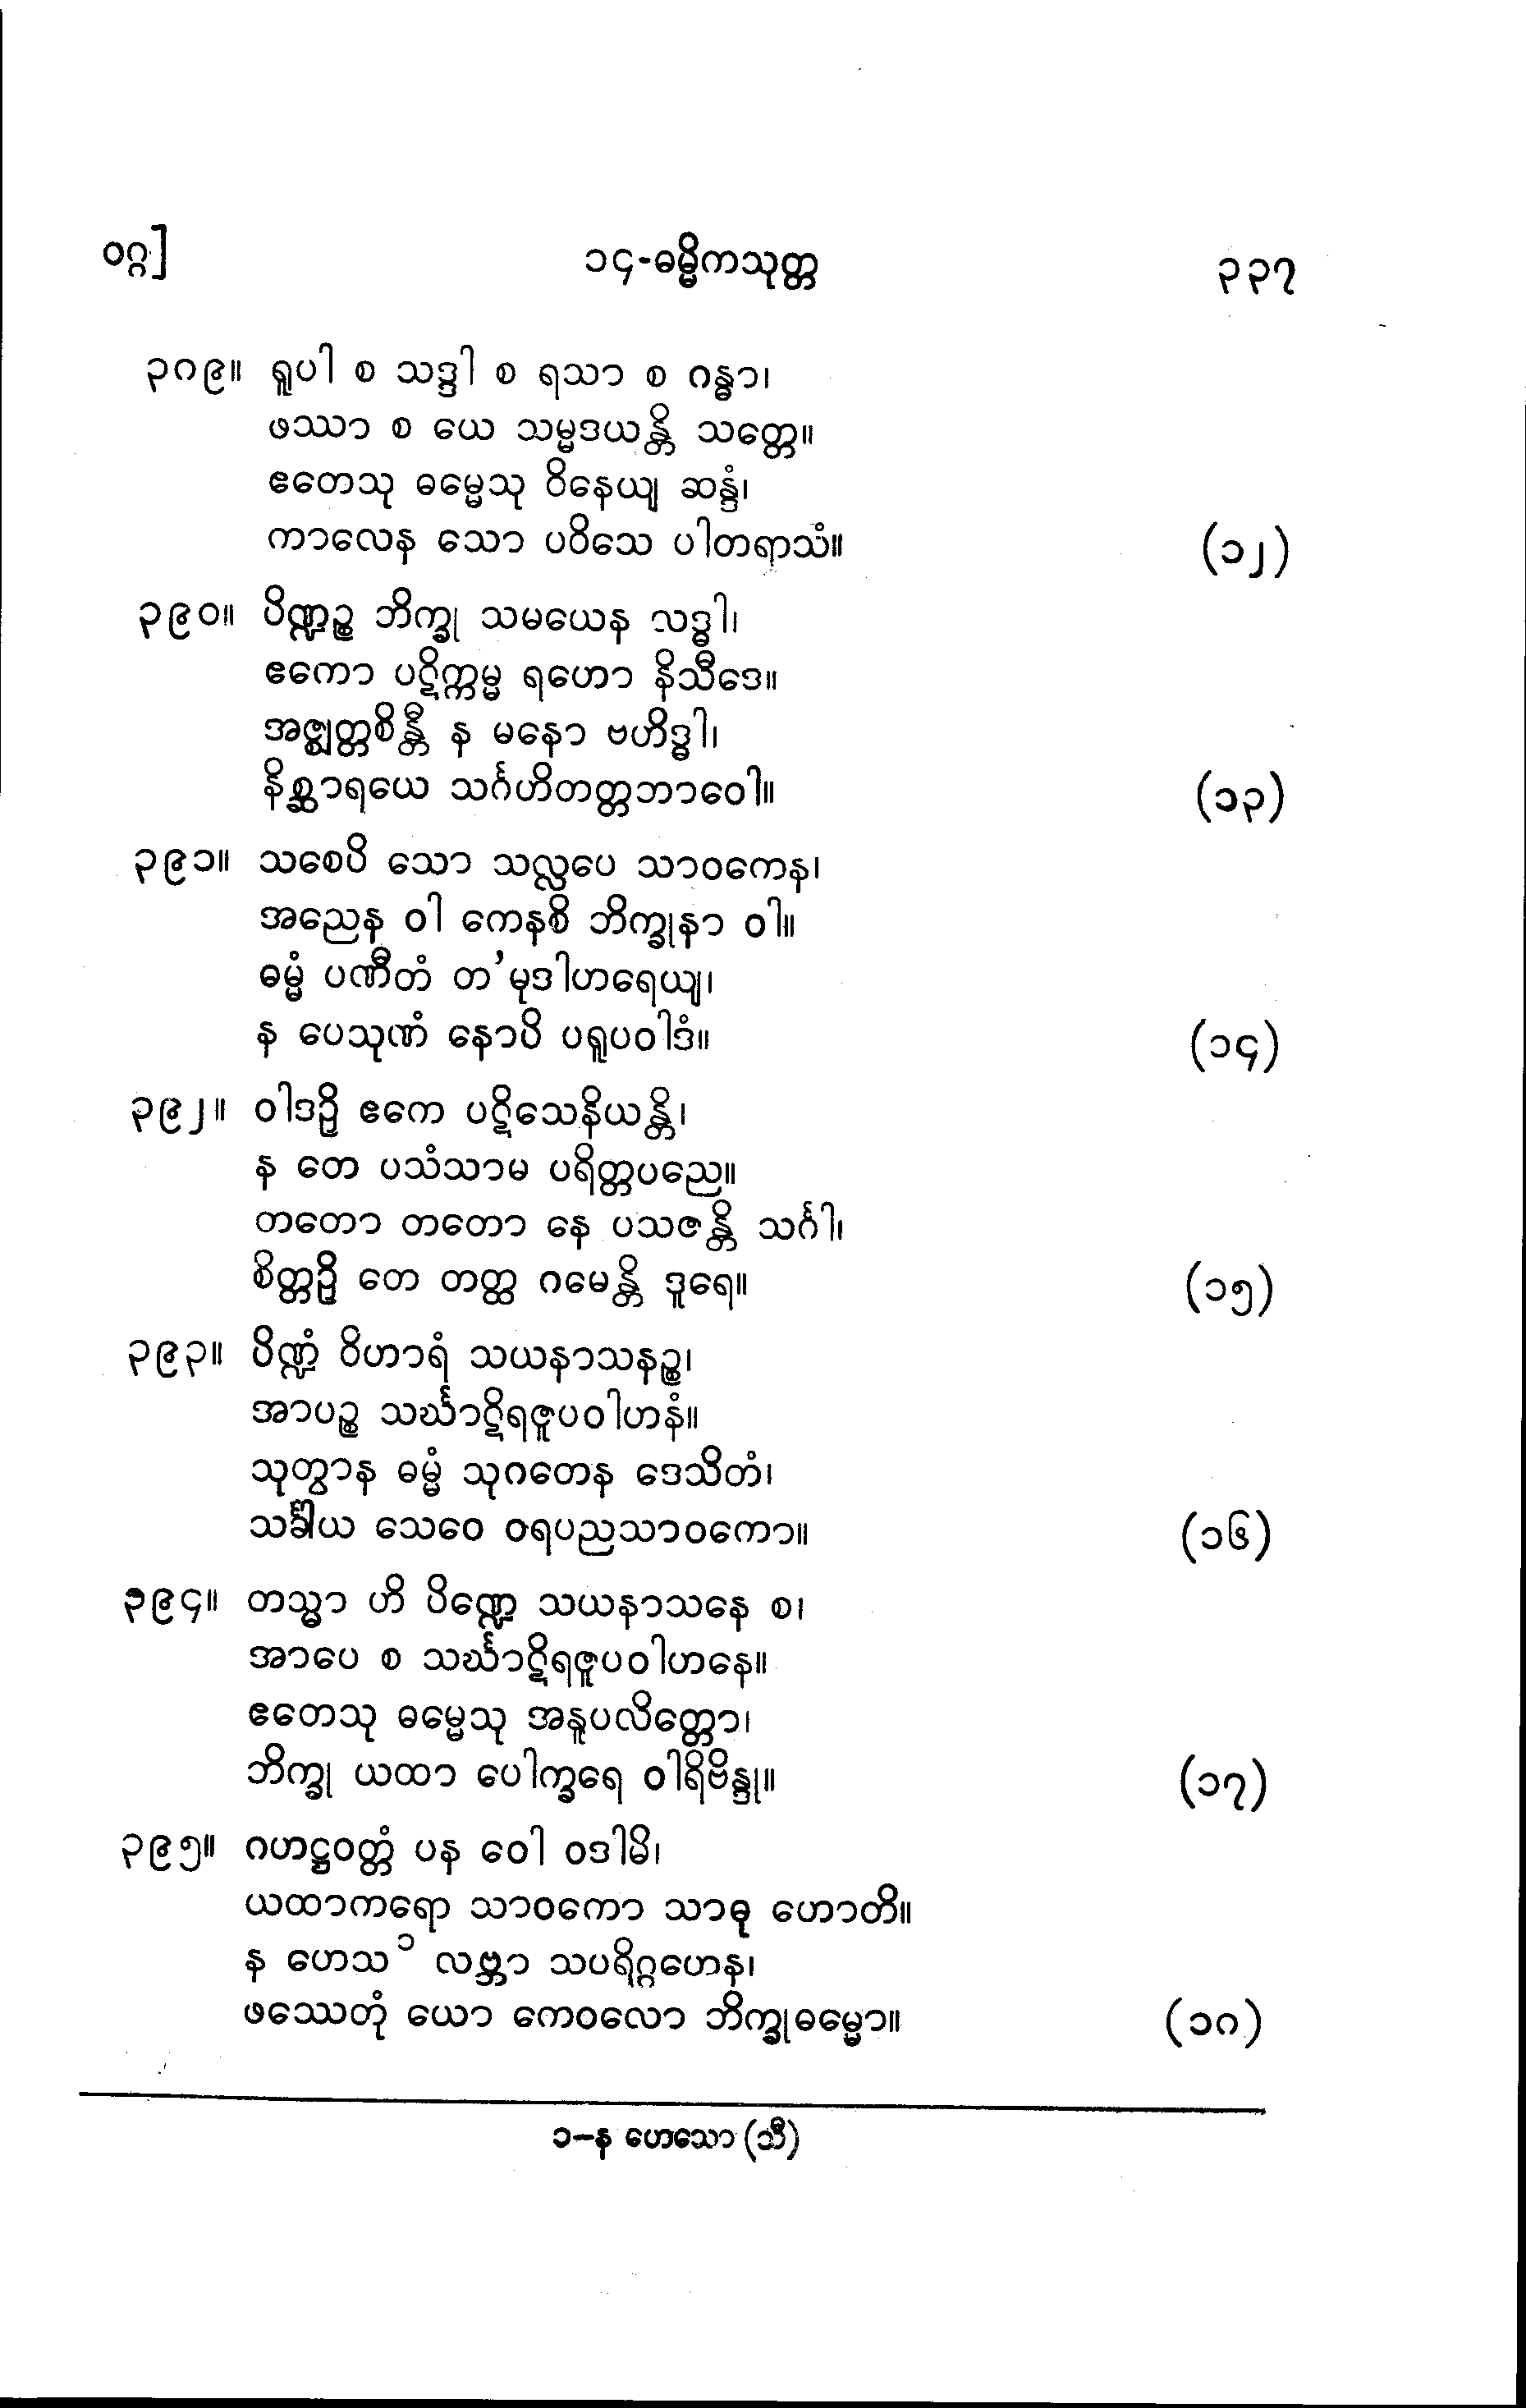 ဝဂ္ဂ]
၁၄-ဓမ္မိကသုတ္တ
၃၃၇
၃၈၉။ ရူပါ စ သဒ္ဒါ စ ရသာ စ ဂန္ဓာ၊
ဖဿာ စ ယေ သမ္မဒယန္တိ သတ္တေ။
ဧတေသု ဓမ္မေသု ဝိနေယျ ဆန္ဒံ၊
ကာလေန သော ပဝိသေ ပါတရာသံ။ (၁၂)
၃၉၀။ ပိဏ္ဍဉ္စ ဘိက္ခု သမယေန လဒ္ဓါ၊
ဧကော ပဋိက္ကမ္မ ရဟော နိသီဒေ။
အဇ္ဈတ္တစိန္တီ န မနော ဗဟိဒ္ဓါ၊
နိစ္ဆာရယေ သင်္ဂဟိတတ္တဘာဝေါ။ (၁၃)
၃၉၁။ သစေပိ သော သလ္လပေ သာဝကေန၊
အညေန ဝါ ကေနစိ ဘိက္ခုနာ ဝါ။
ဓမ္မံ ပဏီတံ တ’မုဒါဟရေယျ၊
န ပေသုဏံ နောပိ ပရူပဝါဒံ။ (၁၄)
၃၉၂။ ဝါဒဉှိ ဧကေ ပဋိသေနိယန္တိ၊
န တေ ပသံသာမ ပရိတ္တပညေ။
တတော တတော နေ ပသဇန္တိ သင်္ဂါ၊
စိတ္တဉှိ တေ တတ္ထ ဂမေန္တိ ဒူရေ။ (၁၅)
၃၉၃။ ပိဏ္ဍံ ဝိဟာရံ သယနာသနဉ္စ၊
အာပဉ္စ သင်္ဃာဋိရဇူပဝါဟနံ။
သုတွာန ဓမ္မံ သုဂတေန ဒေသိတံ၊
သင်္ခါယ သေဝေ ဝရပညသာဝကော။ (၁၆)
၃၉၄။ တသ္မာ ဟိ ပိဏ္ဍေ သယနာသနေ စ၊
အာပေ စ သင်္ဃာဋိရဇူပဝါဟနေ။
ဧတေသု ဓမ္မေသု အနူပလိတ္တော၊
ဘိက္ခု ယထာ ပေါက္ခရေ ဝါရိဗိန္ဒု။ (၁၇)
၃၉၅။ ဂဟဋ္ဌဝတ္တံ ပန ဝေါ ဝဒါမိ၊
ယထာကရော သာဝကော သာဓု ဟောတိ။
န ဟေသ ၁ လဗ္ဘာ သပရိဂ္ဂဟေန၊
ဖဿေတုံ ယော ကေဝလော ဘိက္ခုဓမ္မော။ (၁၈)
၁–န ဟေသော (သီ)